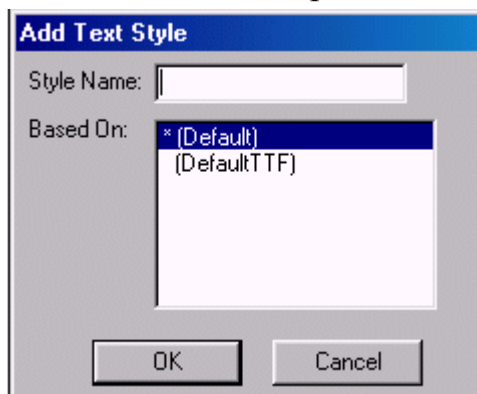 Add Text Style
Style Name:
Based On:
* (Default)
(DefaultTTF)
OK Cancel